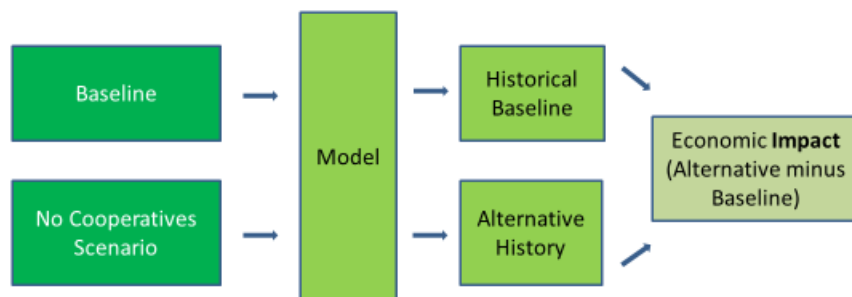 Baseline
No Cooperatives
Scenario
Model
Historical
Baseline
Alternative
History
Economic Impact
(Alternative minus
Baseline)